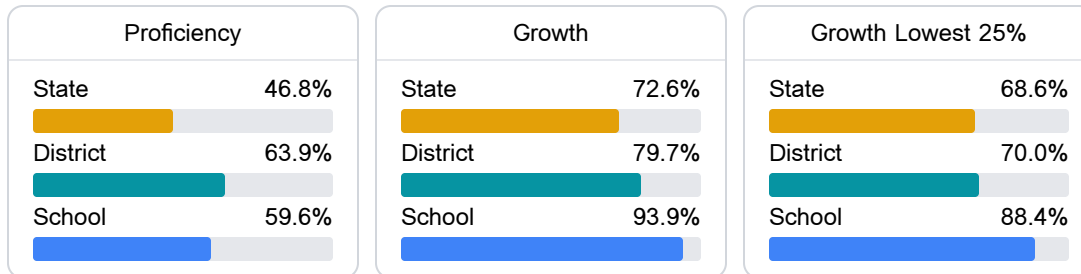 Proficiency
State 46.8%
District 63.9%
School 59.6%
Growth
State 72.6%
District 79.7%
School 93.9%
Growth Lowest 25%
State 68.6%
District 70.0%
School 88.4%